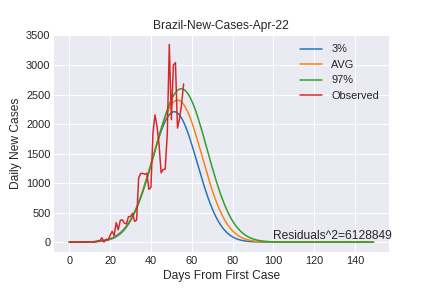 Brazil-New-Cases-Apr-22
3500
3000
2500
2000
1500
1000
500
0
Daily New Cases
3%
AVG
97%
Observed
Residuals^2=6128849
0 20 40 60 80 100 120 140
Days From First Case